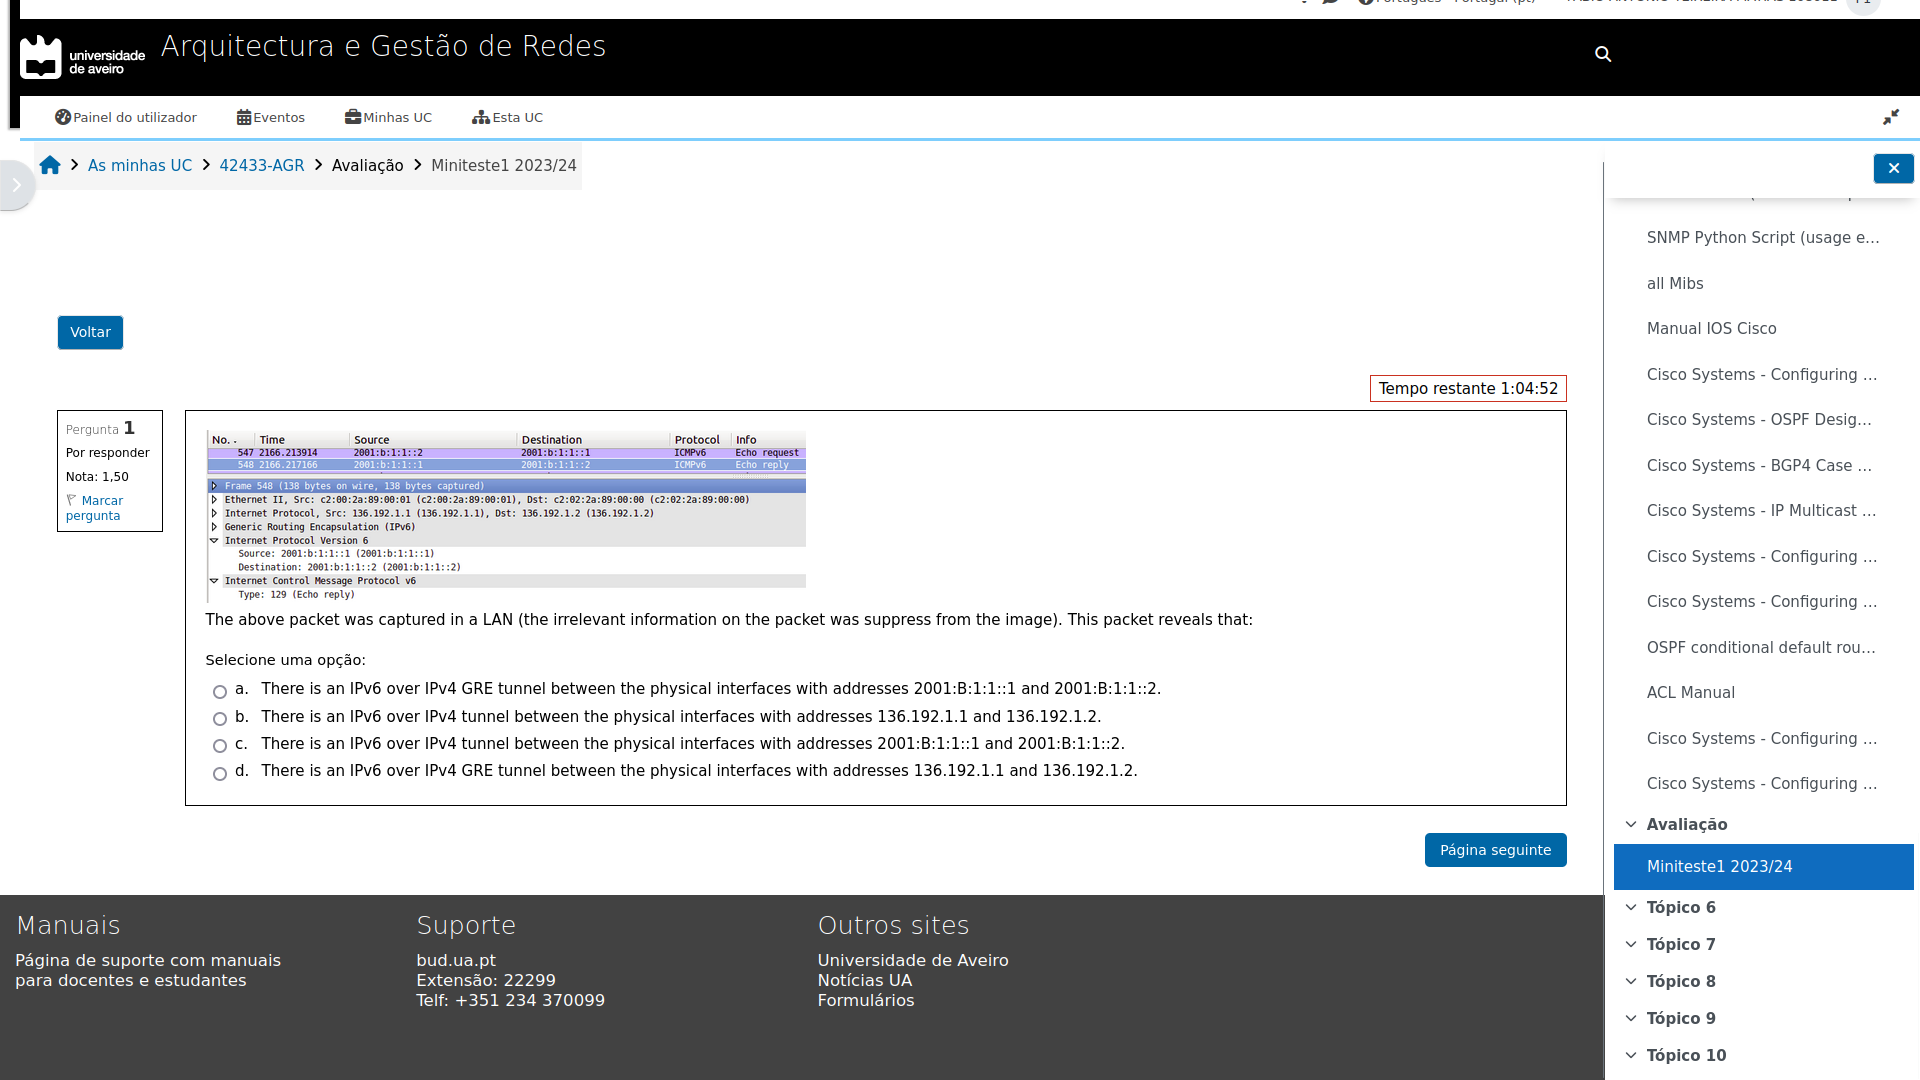 Arquitectura e Gestão de Redes
universidade
de aveiro
Painel do utilizador
Eventos
Minhas UC
Esta UC
As minhas UC
42433-AGR
Avaliação
Miniteste1 2023/24
Voltar
Tempo restante 1:04:52
Pergunta 1
Por responder
Nota: 1,50
Marcar
pergunta
No. . Time Source Destination Protocol Info
547 2166.213914 2001:b:1:1::2 2001:b:1:1::1 ICMPv6 Echo request
548 2166.217166 2001:b:1:1::1 2001:b:1:1::2 ICMPv6 Echo reply
Frame 548 (138 bytes on wire, 138 bytes captured)
Ethernet II, Src: c2:00:2a:89:00:01 (c2:00:2a:89:00:01), Dst: c2:02:2a:89:00:00 (c2:02:2a:89:00:00)
Internet Protocol, Src: 136.192.1.1 (136.192.1.1), Dst: 136.192.1.2 (136.192.1.2)
Generic Routing Encapsulation (IPv6)
Internet Protocol Version 6
Source: 2001:b:1:1::1 (2001:b:1:1::1)
Destination: 2001:b:1:1::2 (2001:b:1:1::2)
Internet Control Message Protocol v6
Type: 129 (Echo reply)
The above packet was captured in a LAN (the irrelevant information on the packet was suppress from the image). This packet reveals that:
Selecione uma opção:
a. There is an IPv6 over IPv4 GRE tunnel between the physical interfaces with addresses 2001:B:1:1::1 and 2001:B:1:1::2.
b. There is an IPv6 over IPv4 tunnel between the physical interfaces with addresses 136.192.1.1 and 136.192.1.2.
c. There is an IPv6 over IPv4 tunnel between the physical interfaces with addresses 2001:B:1:1::1 and 2001:B:1:1::2.
d. There is an IPv6 over IPv4 GRE tunnel between the physical interfaces with addresses 136.192.1.1 and 136.192.1.2.
Página seguinte
SNMP Python Script (usage e...
all Mibs
Manual IOS Cisco
Cisco Systems - Configuring ...
Cisco Systems - OSPF Desig...
Cisco Systems - BGP4 Case ...
Cisco Systems - IP Multicast ...
Cisco Systems - Configuring ...
Cisco Systems - Configuring ...
OSPF conditional default rou...
ACL Manual
Cisco Systems - Configuring ...
Cisco Systems - Configuring ...
Avaliação
Miniteste1 2023/24
Tópico 6
Tópico 7
Tópico 8
Tópico 9
Tópico 10
Manuais
Página de suporte com manuais
para docentes e estudantes
Suporte
bud.ua.pt
Extensão: 22299
Telf: +351 234 370099
Outros sites
Universidade de Aveiro
Notícias UA
Formulários